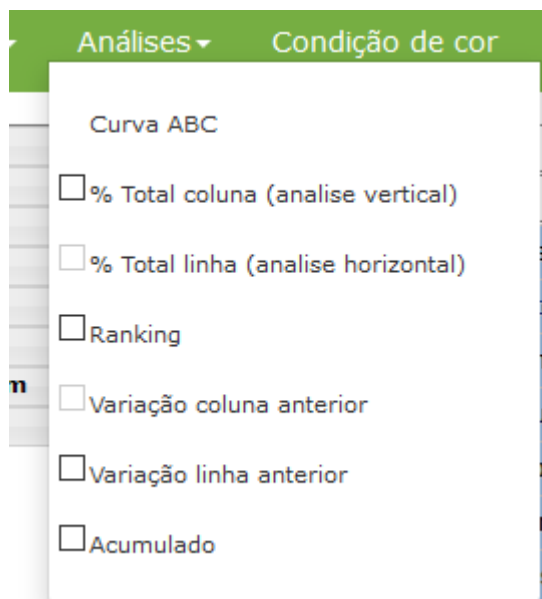 Análises Condição de cor
Curva ABC
% Total coluna (analise vertical)
% Total linha (analise horizontal)
Ranking
m
Variação coluna anterior
Variação linha anterior
Acumulado